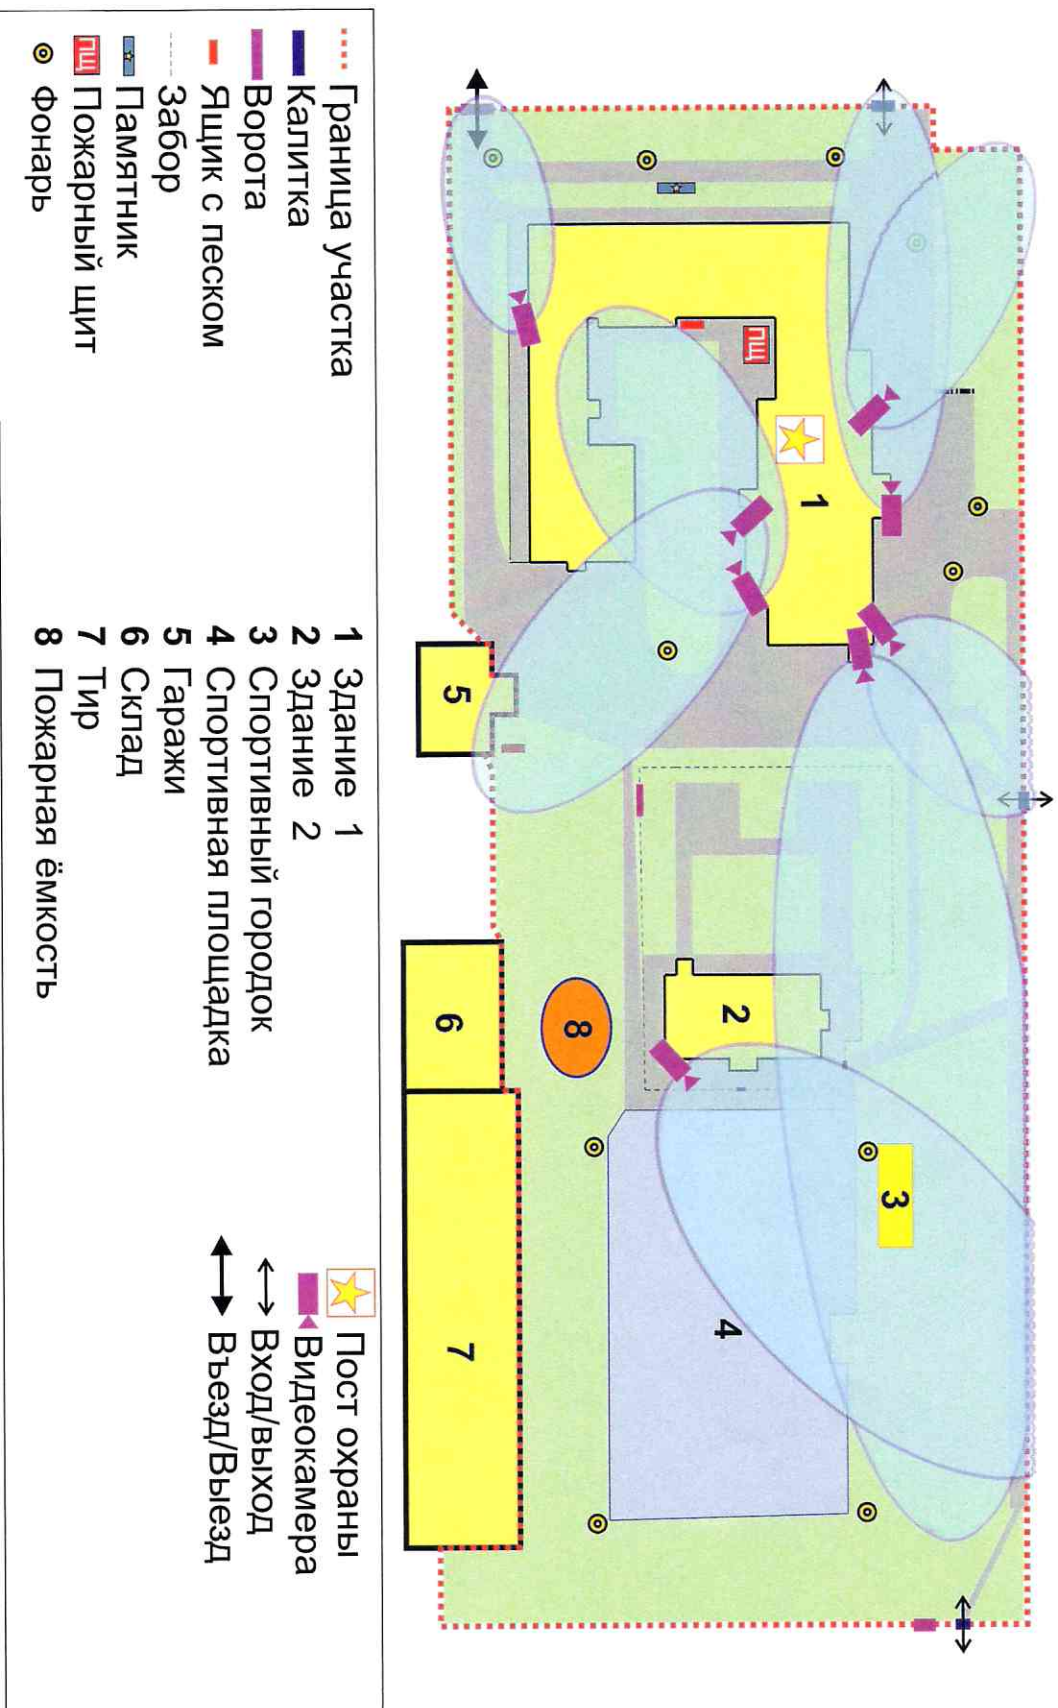 1
ПЩ
2
3
4
5
6
7
8
Граница участка
Калитка
Ворота
Ящик с песком
Забор
Памятник
ПЩ Пожарный щит
Фонарь
1 Здание 1
2 Здание 2
3 Спортивный городок
4 Спортивная площадка
5 Гаражи
6 Склад
7 Тир
8 Пожарная ёмкость
Пост охраны
Видеокамера
Вход/выход
Въезд/Выезд